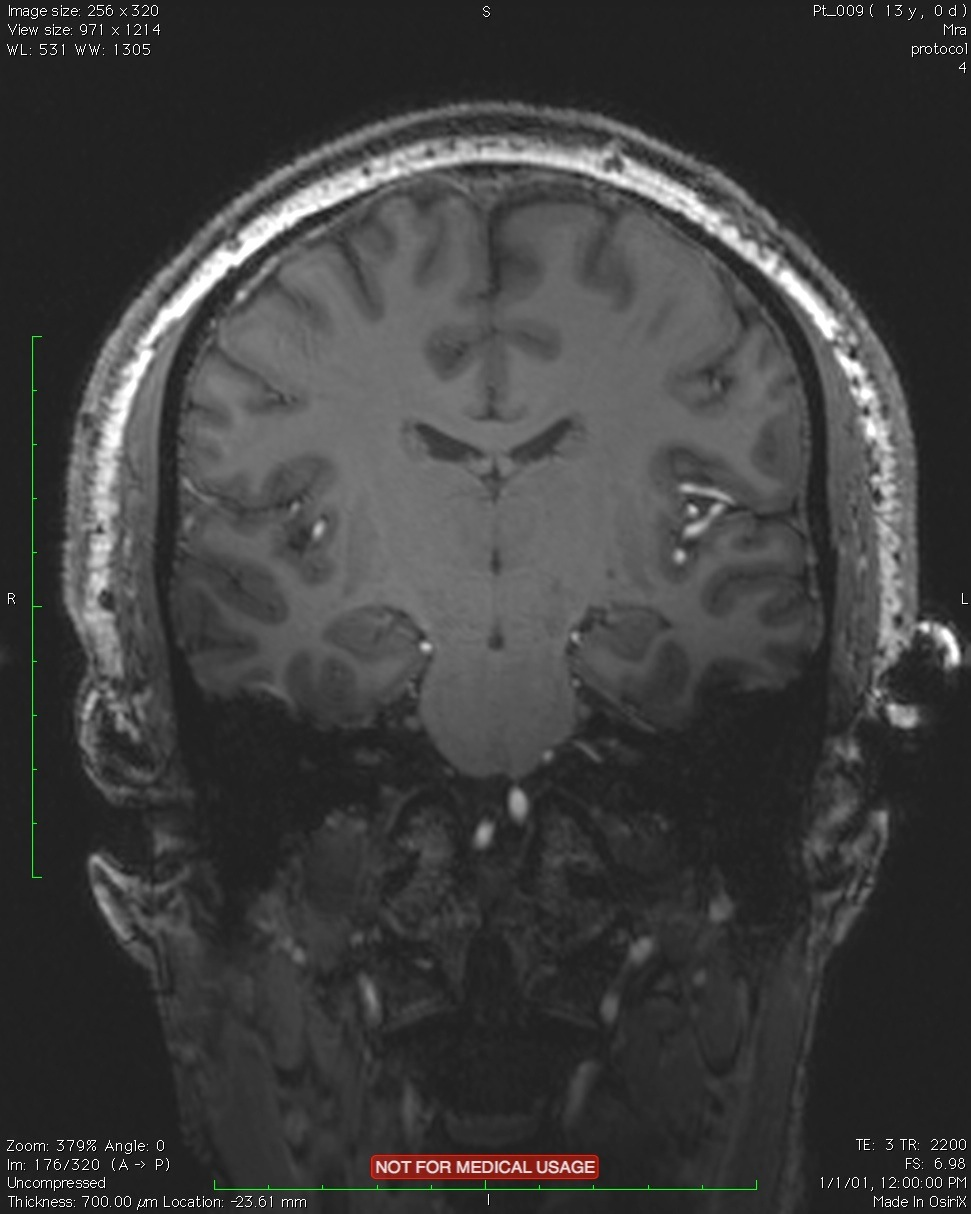 Image size: 256 x 320
View size: 971 x 1214
WL: 531 WW: 1305
S
Pt_009 ( 13 y, 0 d )
Mra
protocol
4
R
L
Zoom: 379% Angle: 0
Im: 176/320 (A -> P)
Uncompressed
Thickness: 700.00 µm Location: -23.61 mm
NOT FOR MEDICAL USAGE
I
TE: 3 TR: 2200
FS: 6.98
1/1/01, 12:00:00 PM
Made In OsiriX